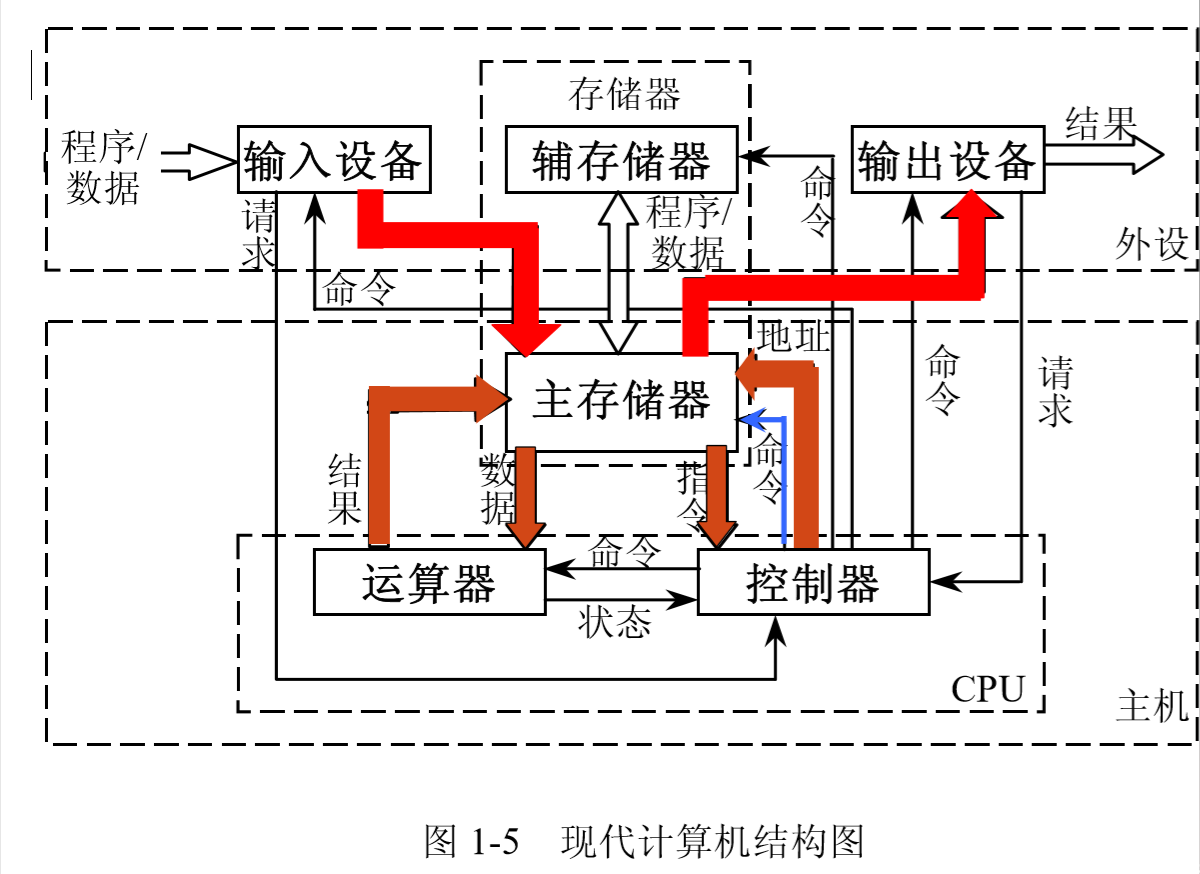 存储器
程序/
数据
输入设备
辅存储器
输出设备
结果
请
求
命令
程序/
数据
命
令
外设
地址
主存储器
命
令
请
求
结
果
数
据
指
令
命
令
运算器
命令
状态
控制器
CPU
主机
图 1-5 现代计算机结构图